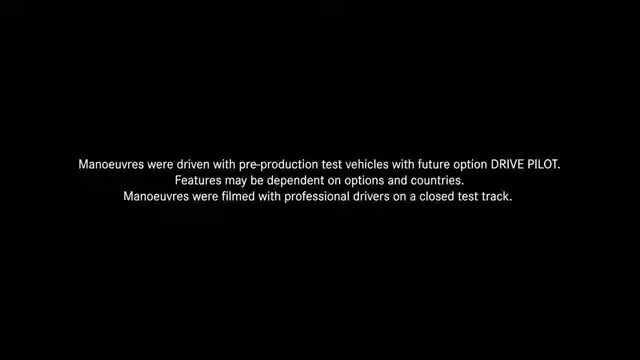 Manoeuvres were driven with pre-production test vehicles with future option DRIVE PILOT.
Features may be dependent on options and countries.
Manoeuvres were filmed with professional drivers on a closed test track.